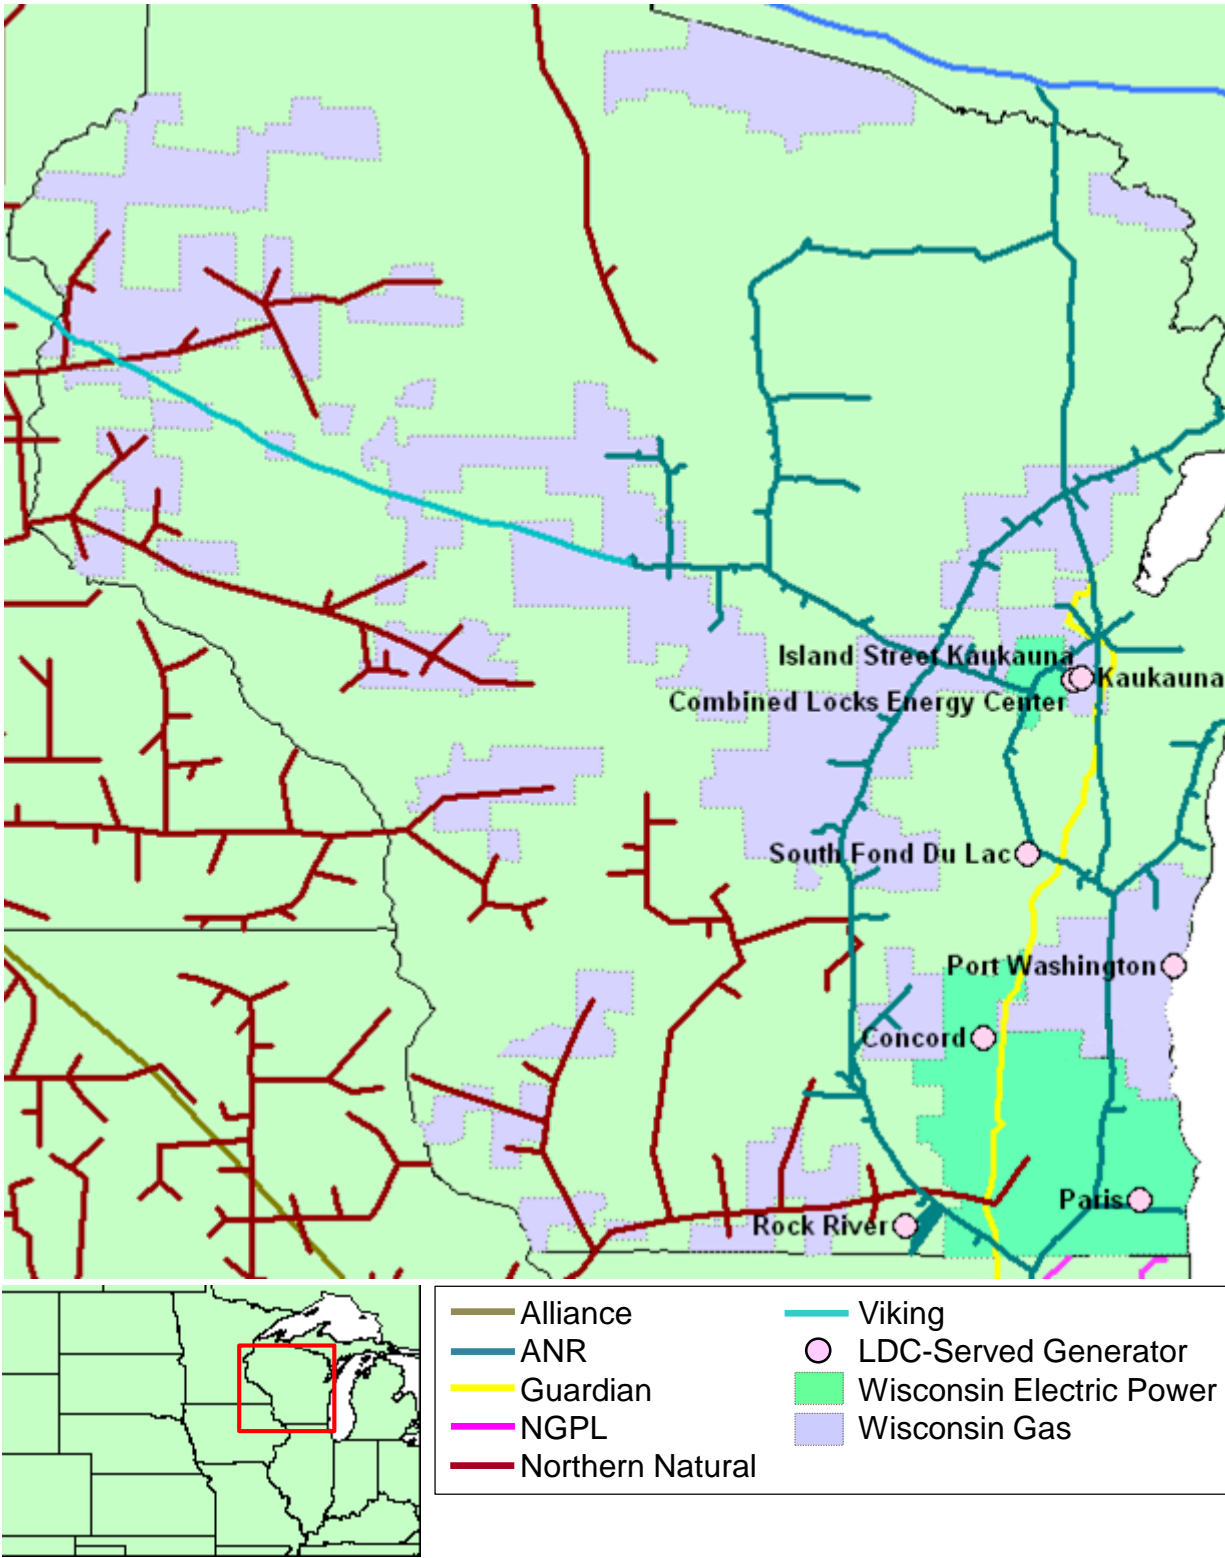 Island Street Kaukauna
Kaukauna
Combined Locks Energy Center
South Fond Du Lac
Port Washington
Concord
Paris
Rock River
Alliance
ANR
Guardian
NGPL
Northern Natural
Viking
LDC-Served Generator
Wisconsin Electric Power
Wisconsin Gas